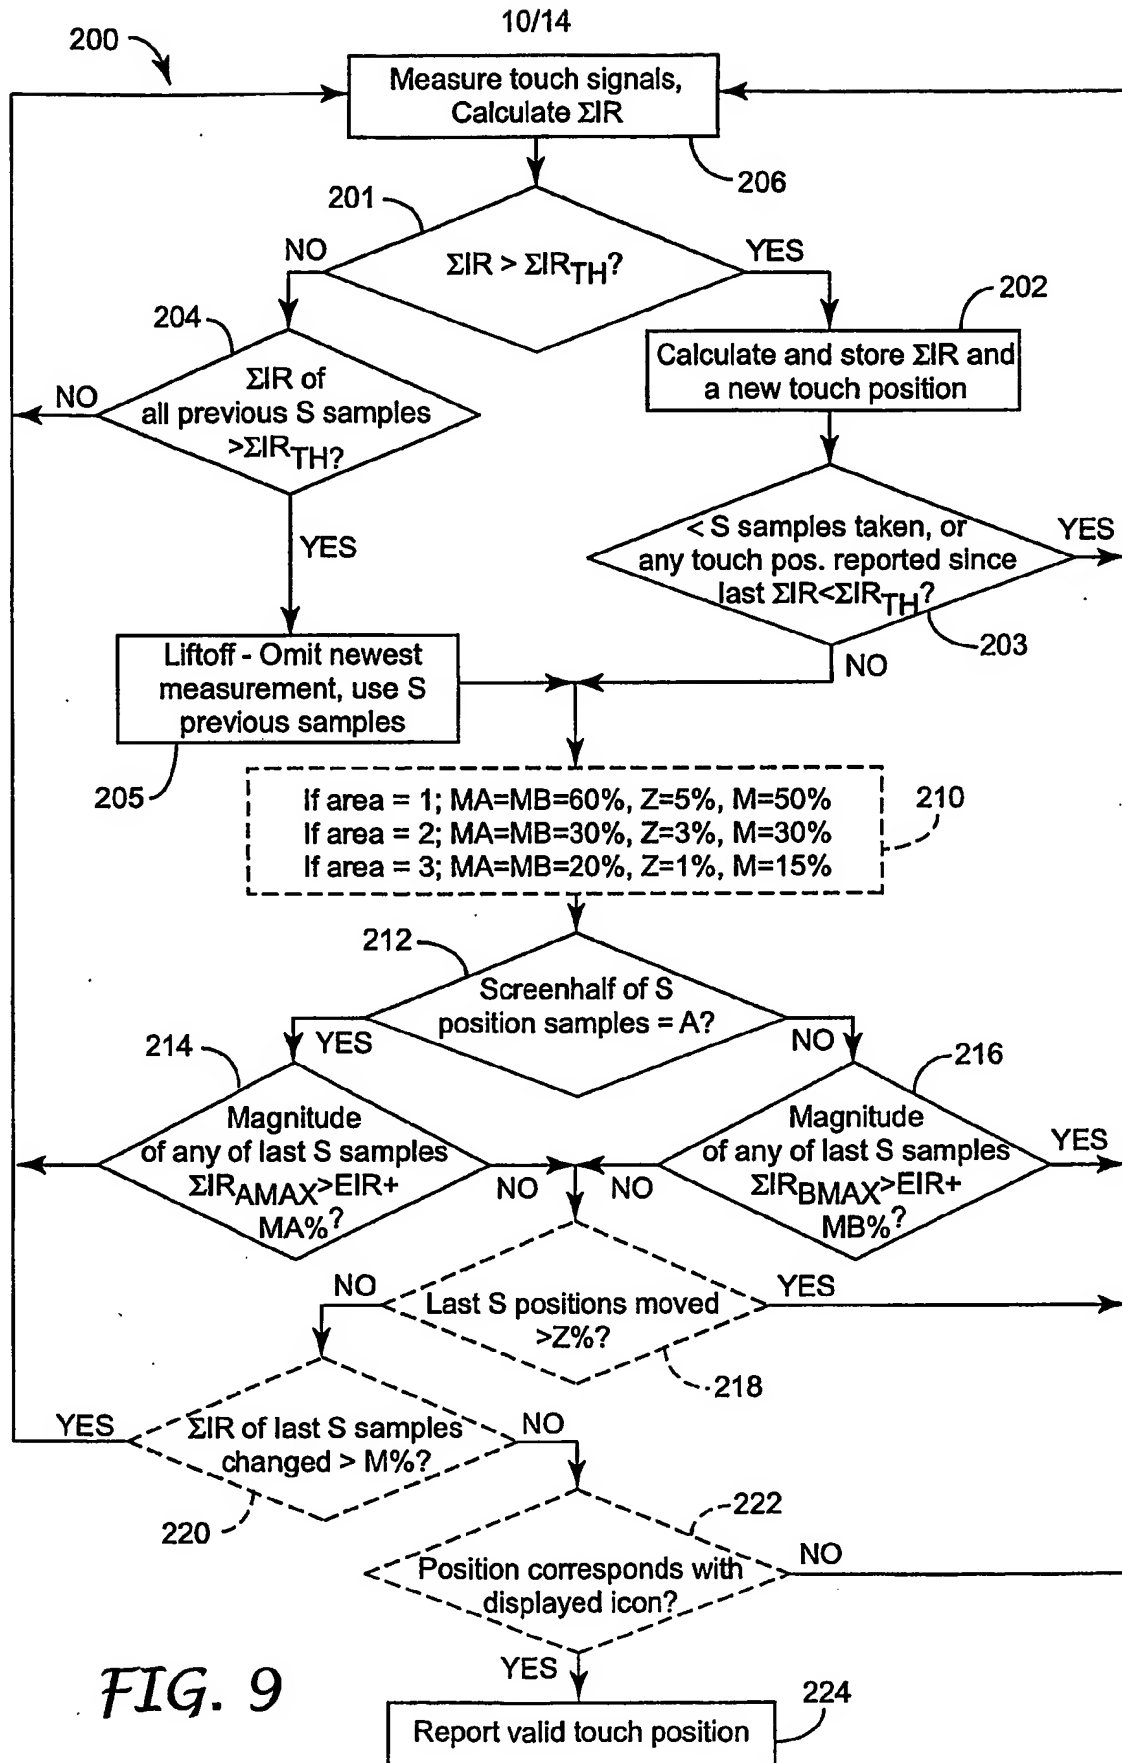 10/14
200
Measure touch signals,
Calculate ΣIR
206
201
NO
ΣIR > ΣIRTH?
YES
204
202
ΣIR of
all previous S samples
>ΣIRTH?
NO
Calculate and store ΣIR and
a new touch position
YES
< S samples taken, or
any touch pos. reported since
last ΣIR<ΣIRTH?
YES
203
NO
Liftoff - Omit newest
measurement, use S
previous samples
205
If area = 1; MA=MB=60%, Z=5%, M=50%
If area = 2; MA=MB=30%, Z=3%, M=30%
If area = 3; MA=MB=20%, Z=1%, M=15%
210
212
Screenhalf of S
position samples = A?
YES
NO
214
216
Magnitude
of any of last S samples
ΣIRAMAX>EIR+
MA%?
NO
Magnitude
of any of last S samples
ΣIRBMAX>EIR+
MB%?
NO
YES
NO
Last S positions moved
>Z%?
YES
218
YES
ΣIR of last S samples
changed > M%?
NO
220
222
Position corresponds with
displayed icon?
NO
YES
224
Report valid touch position
FIG. 9